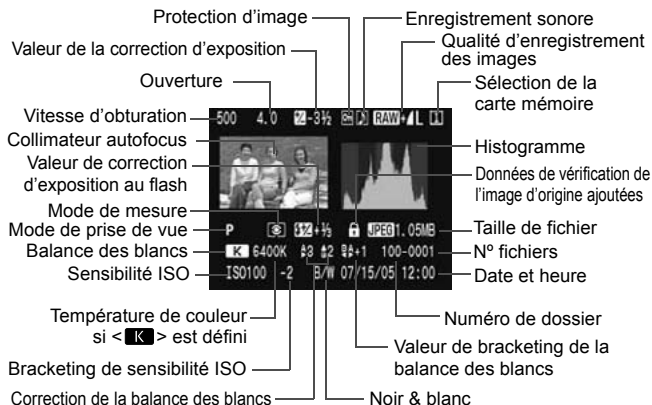 Protection d'image
Enregistrement sonore
Valeur de la correction d'exposition
Qualité d'enregistrement
des images
Ouverture
Sélection de la
carte mémoire
Vitesse d'obturation
500 4.0 -3½ RAW+ L 1
Collimateur autofocus
Histogramme
Valeur de correction
d'exposition au flash
Données de vérification de
l'image d'origine ajoutées
Mode de mesure
Mode de prise de vue
P +⅓ JPEG 1.05MB
Taille de fichier
Balance des blancs
K 6400K A3 2 +1 100-0001
Nº fichiers
Sensibilité ISO
ISO100 -2 B/W 07/15/05 12:00
Date et heure
Température de couleur
si < K > est défini
Numéro de dossier
Valeur de bracketing de la
balance des blancs
Bracketing de sensibilité ISO
Correction de la balance des blancs
Noir & blanc